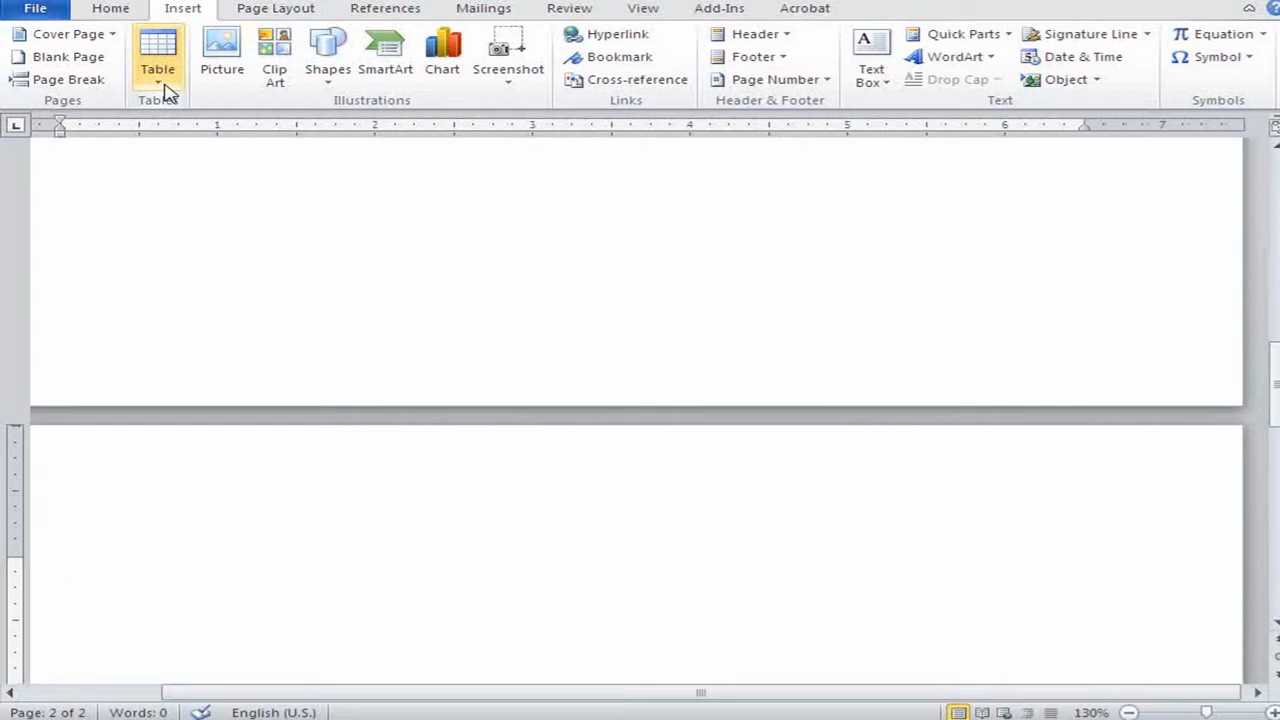 File Home Insert Page Layout References Mailings Review View Add-Ins Acrobat
Cover Page
Blank Page
Page Break
Pages
Table
Tables
Picture
Clip
Art
Shapes
SmartArt
Chart
Screenshot
Illustrations
Hyperlink
Bookmark
Cross-reference
Links
Header
Footer
Page Number
Header & Footer
A
Text
Box
Quick Parts
WordArt
Drop Cap
Signature Line
Date & Time
Object
Text
π Equation
Ω Symbol
Symbols
L
1 2 3 4 5 6 7
Page: 2 of 2 Words: 0 English (U.S.) 130%